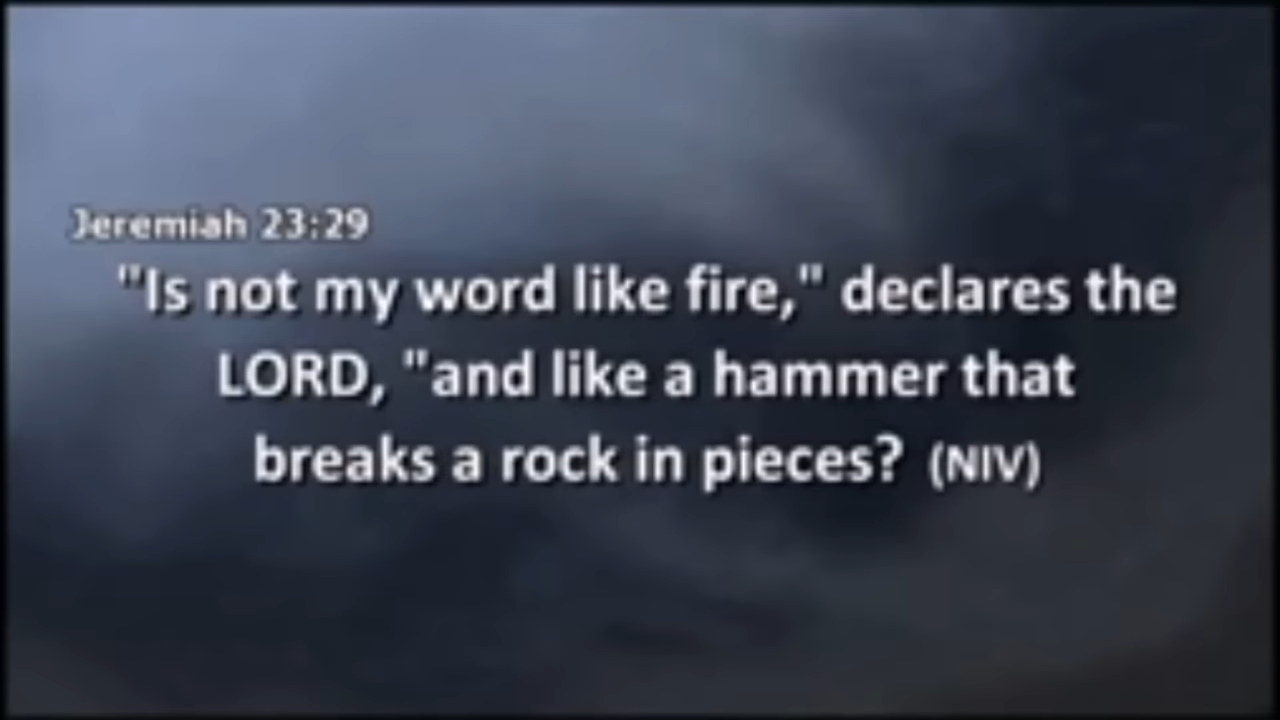 Jeremiah 23:29
"Is not my word like fire," declares the
LORD, "and like a hammer that
breaks a rock in pieces? (NIV)